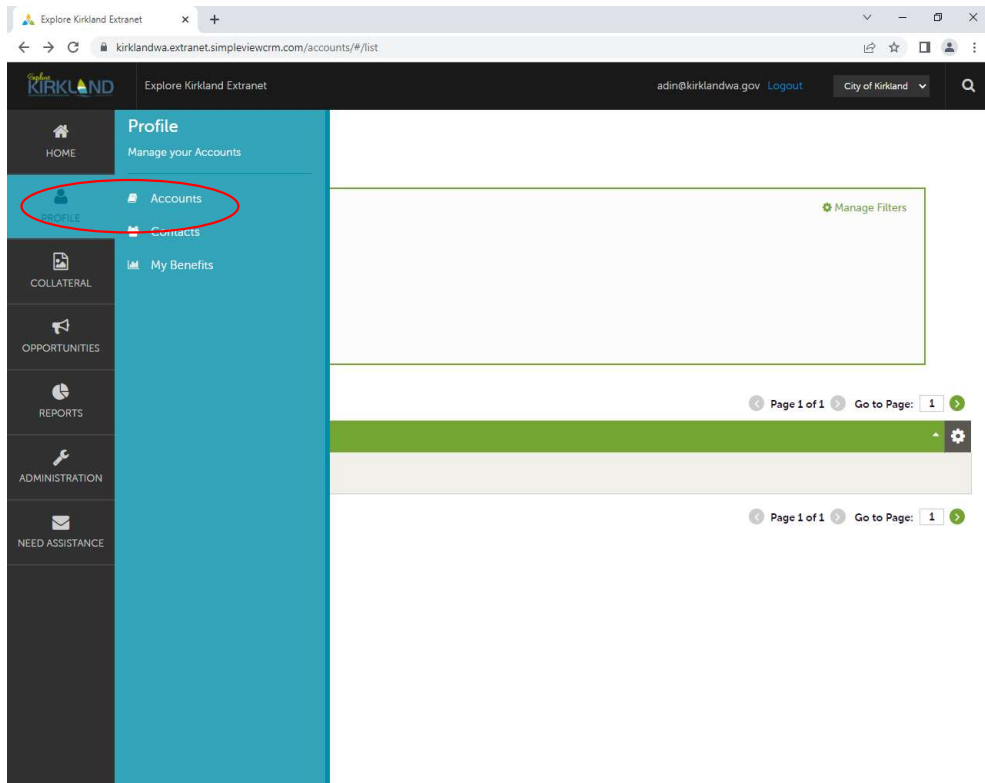 Explore Kirkland Extranet
kirklandwa.extranet.simpleviewcrm.com/accounts/#/list
Explore
KIRKLAND
Explore Kirkland Extranet
adin@kirklandwa.gov Logout
City of Kirkland
HOME
PROFILE
COLLATERAL
OPPORTUNITIES
REPORTS
ADMINISTRATION
NEED ASSISTANCE
Profile
Manage your Accounts
Accounts
Contacts
My Benefits
Manage Filters
Page 1 of 1 Go to Page: 1
Page 1 of 1 Go to Page: 1